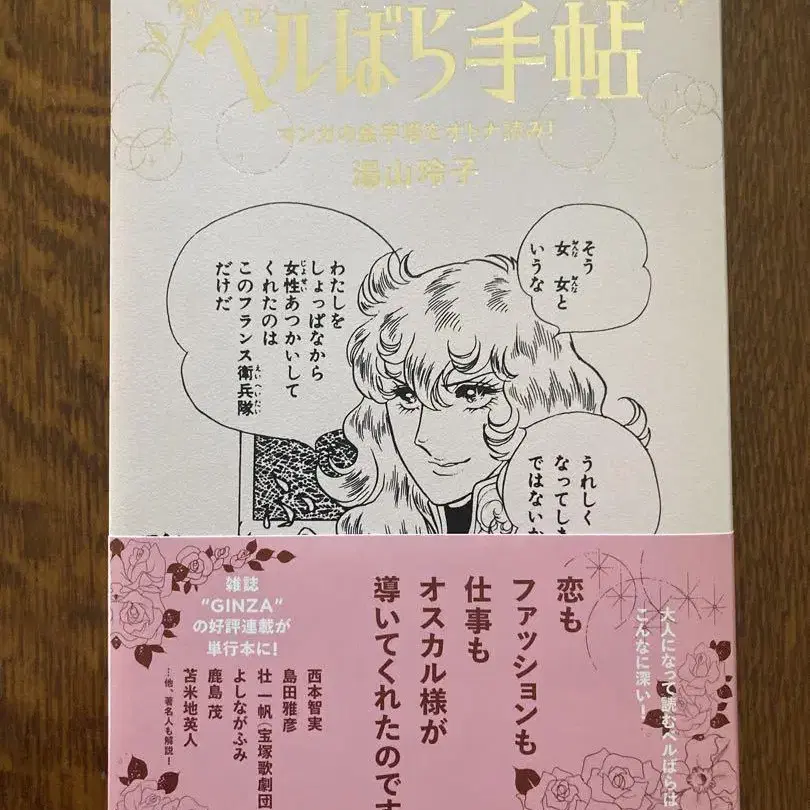 ベルばら手帖
マンガの金字塔をオトナ読み！
湯山玲子
そう
女 女と
いうな
わたしを
しょっぱなから
女性あつかいして
くれたのは
このフランス衛兵隊
だけだ
うれしく
なってしま
ではないか
大人になって読むベルばらは
こんなに深い！
恋も
ファッションも
仕事も
オスカル様が
導いてくれたのです
雑誌
“GINZA”
の好評連載が
単行本に！
西本智実
島田雅彦
壮 一帆（宝塚歌劇団
よしながふみ
鹿島 茂
苫米地英人
…他、著名人も解説！